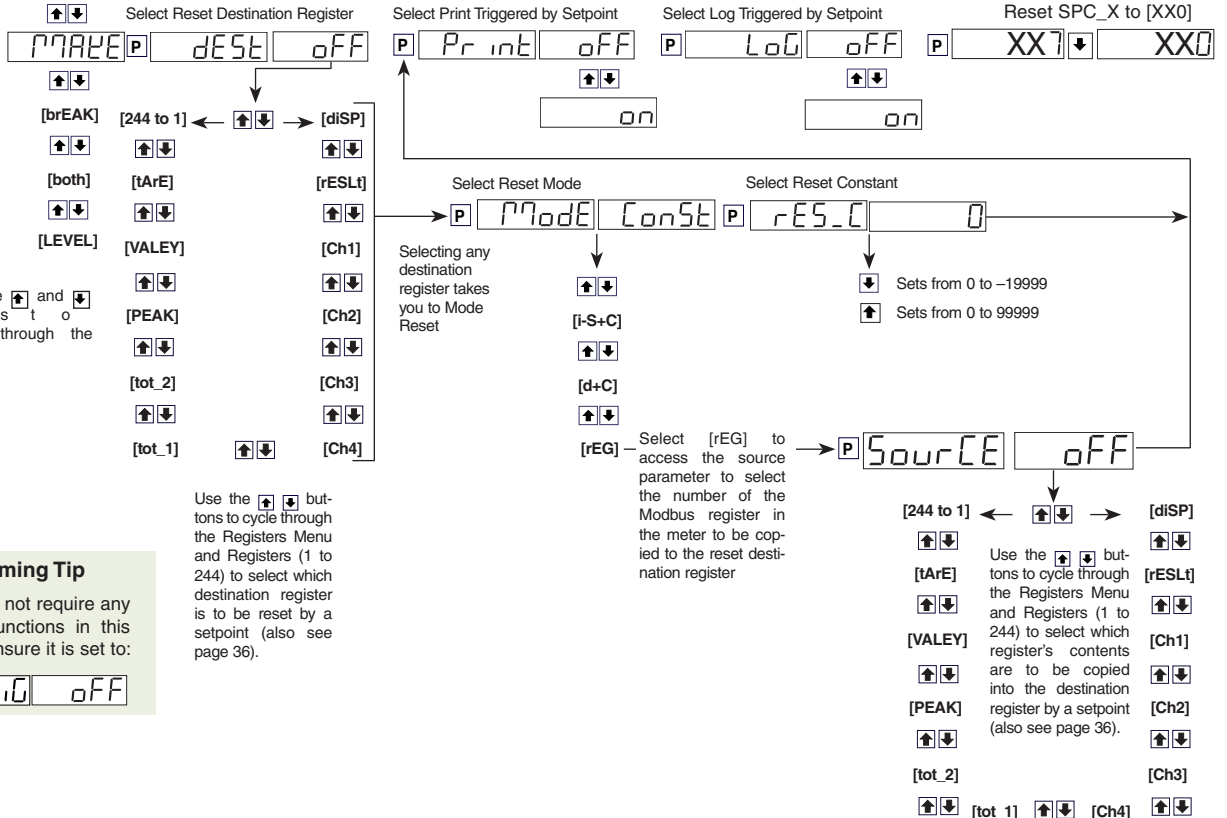 Select Reset Destination Register
Select Print Triggered by Setpoint
Select Log Triggered by Setpoint
Reset SPC_X to [XX0]
MAKE P dESt oFF
P Print oFF
P LoG oFF
P XX7 XX0
on
on
[brEAK]
[both]
[LEVEL]
[244 to 1]
[tArE]
[VALEY]
[PEAK]
[tot_2]
[tot_1]
[diSP]
[rESLt]
[Ch1]
[Ch2]
[Ch3]
[Ch4]
and
s t o
through the
Select Reset Mode
Select Reset Constant
P ModE ConSt P rES_C 0
Selecting any
destination
register takes
you to Mode
Reset
Sets from 0 to –19999
Sets from 0 to 99999
[i-S+C]
[d+C]
[rEG]
Select [rEG] to
access the source
parameter to select
the number of the
Modbus register in
the meter to be cop-
ied to the reset desti-
nation register
P SourCE oFF
Use the but-
tons to cycle through
the Registers Menu
and Registers (1 to
244) to select which
destination register
is to be reset by a
setpoint (also see
page 36).
ming Tip
not require any
unctions in this
nsure it is set to:
iG oFF
[244 to 1]
[tArE]
[VALEY]
[PEAK]
[tot_2]
[tot_1]
Use the but-
tons to cycle through
the Registers Menu
and Registers (1 to
244) to select which
register's contents
are to be copied
into the destination
register by a setpoint
(also see page 36).
[diSP]
[rESLt]
[Ch1]
[Ch2]
[Ch3]
[Ch4]